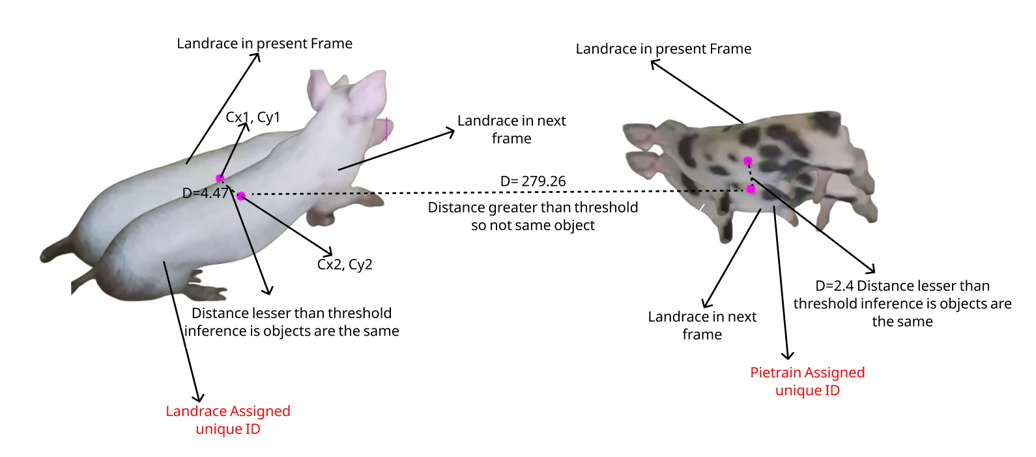 Landrace in present Frame
Landrace in present Frame
Cx1, Cy1
Landrace in next
frame
D=4.47
D= 279.26
Distance greater than threshold
so not same object
Cx2, Cy2
Distance lesser than threshold
inference is objects are the same
D=2.4 Distance lesser than
threshold inference is objects are
the same
Landrace in next
frame
Pietrain Assigned
unique ID
Landrace Assigned
unique ID